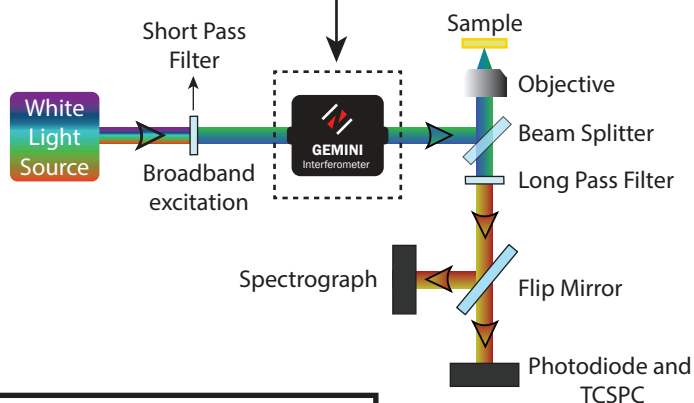 Short Pass
Filter
Sample
White
Light
Source
Broadband
excitation
GEMINI
Interferometer
Objective
Beam Splitter
Long Pass Filter
Spectrograph
Flip Mirror
Photodiode and
TCSPC